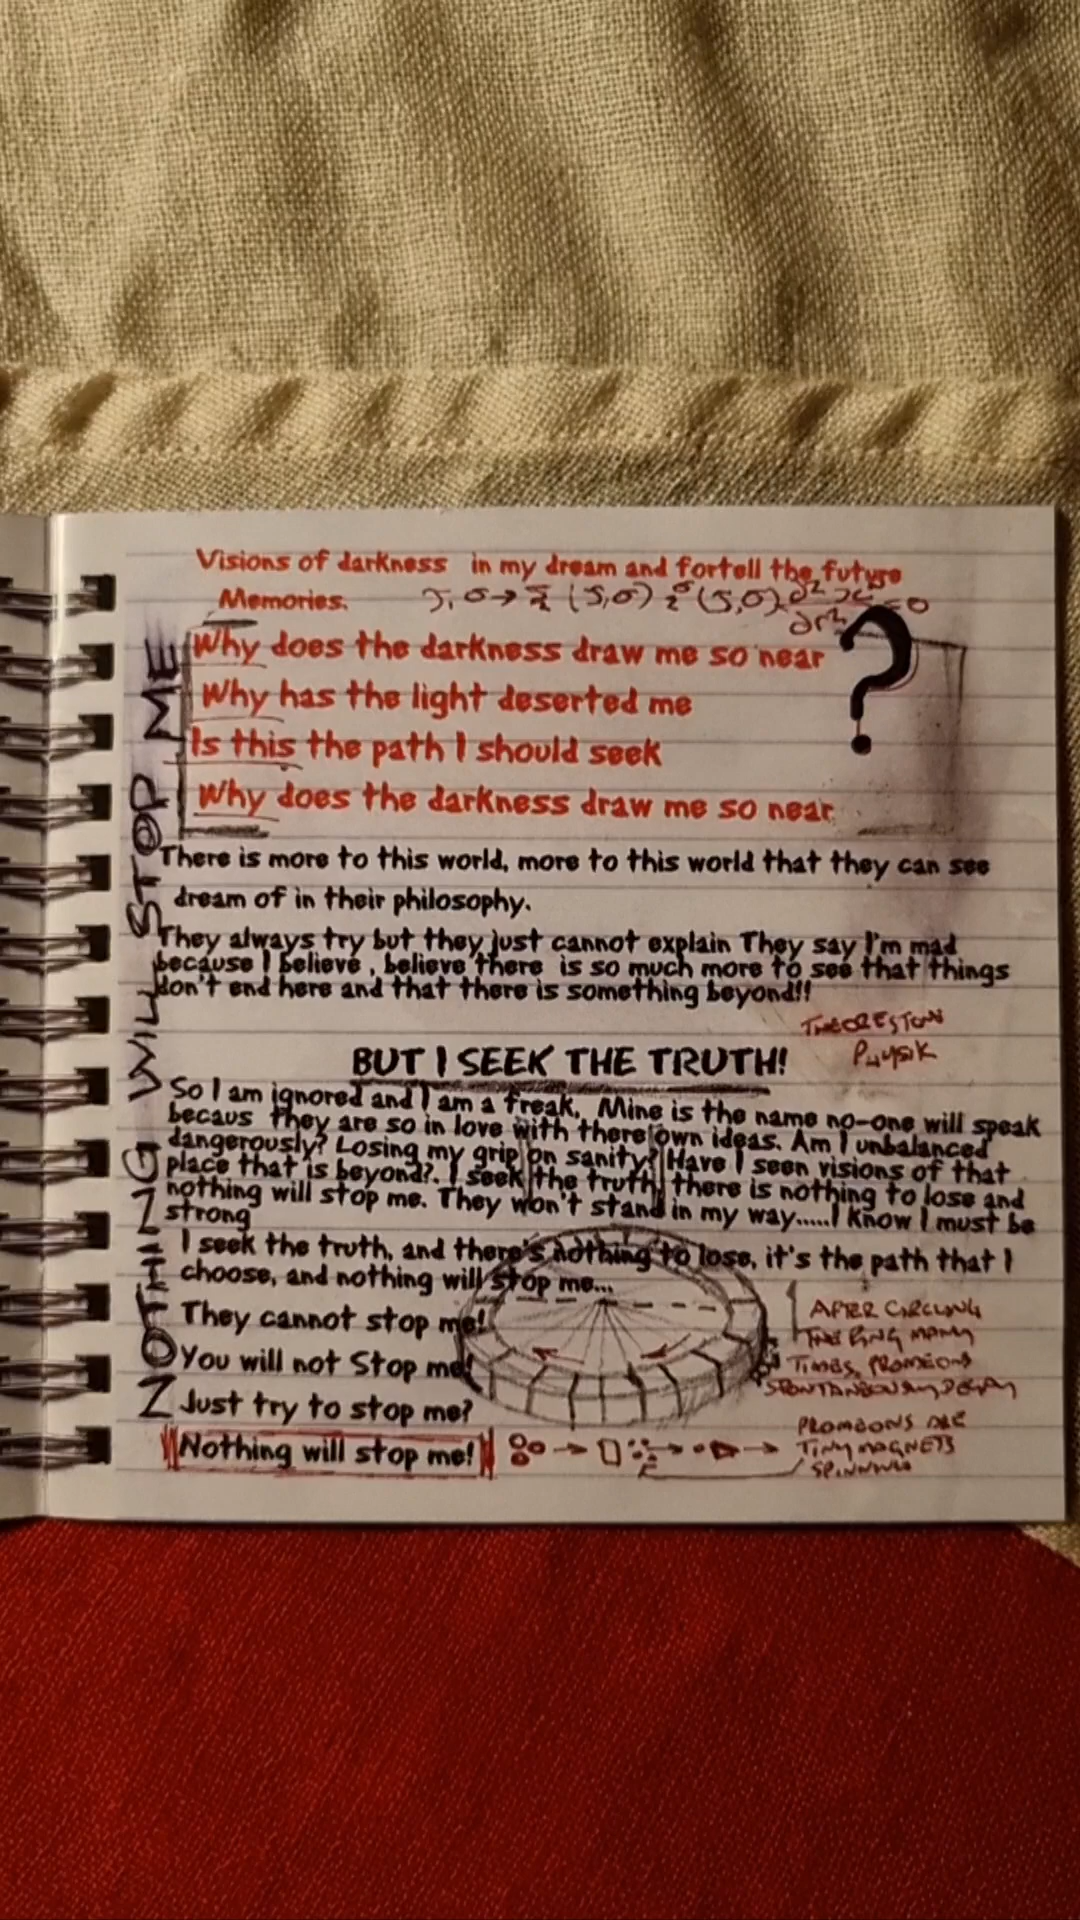 Visions of darkness in my dream and fortell the future
Memories.
Why does the darkness draw me so near
Why has the light deserted me
Is this the path I should seek
Why does the darkness draw me so near
?
There is more to this world, more to this world that they can see
dream of in their philosophy.
They always try but they just cannot explain They say I'm mad
because I believe, believe there is so much more to see that things
don't end here and that there is something beyond!!
PHYSIK
BUT I SEEK THE TRUTH!
So I am ignored and I am a freak. Mine is the name no-one will speak
becaus they are so in love with there own ideas. Am I unbalanced
dangerously? Losing my grip on sanity? Have I seen visions of that
place that is beyond?. I seek the truth, there is nothing to lose and
nothing will stop me. They won't stand in my way.....I know I must be
strong
I seek the truth, and there's nothing to lose, it's the path that I
choose, and nothing will stop me...
They cannot stop me!
You will not Stop me!
Just try to stop me?
Nothing will stop me!
AFTER CIRCLING
THE RING MANY
TIMES,
ARE
TINY MAGNETS
SPINNING
NOTHING WILL STOP ME